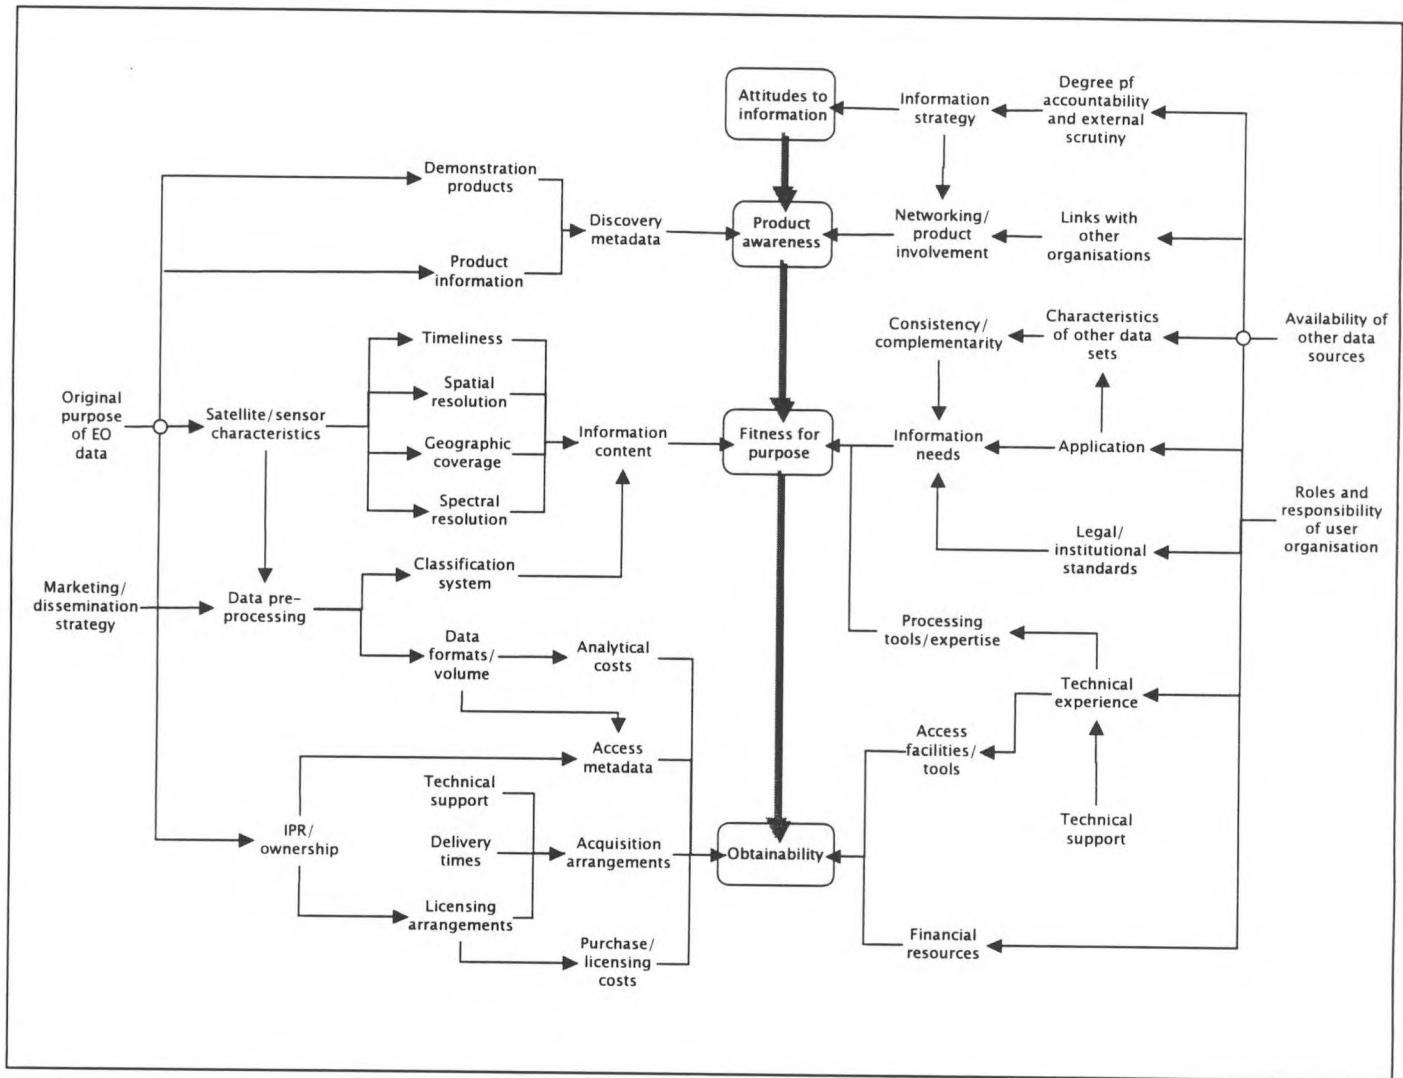 Attitudes to
information
Information
strategy
Degree pf
accountability
and external
scrutiny
Demonstration
products
Discovery
metadata
Product
awareness
Networking/
product
involvement
Links with
other
organisations
Product
information
Timeliness
Consistency/
complementarity
Characteristics
of other data
sets
Availability of
other data
sources
Original
purpose
of EO
data
Satellite/sensor
characteristics
Spatial
resolution
Geographic
coverage
Spectral
resolution
Information
content
Fitness for
purpose
Information
needs
Application
Roles and
responsibility
of user
organisation
Legal/
institutional
standards
Marketing/
dissemination
strategy
Data pre-
processing
Classification
system
Data
formats/
volume
Analytical
costs
Processing
tools/expertise
Technical
experience
Access
metadata
Access
facilities/
tools
Technical
support
IPR/
ownership
Delivery
times
Acquisition
arrangements
Obtainability
Technical
support
Licensing
arrangements
Purchase/
licensing
costs
Financial
resources